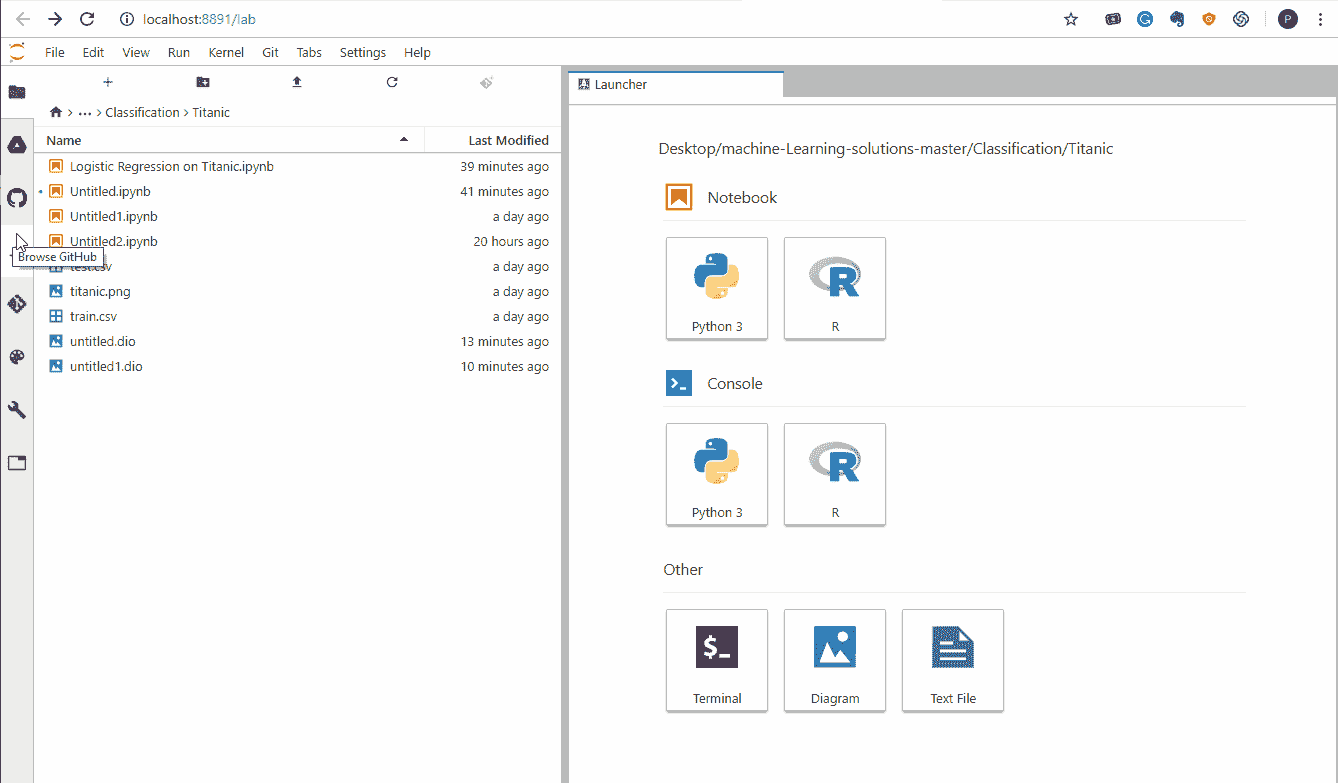 localhost:8891/lab
P
File Edit View Run Kernel Git Tabs Settings Help
... > Classification > Titanic
Name Last Modified
Logistic Regression on Titanic.ipynb 39 minutes ago
Untitled.ipynb 41 minutes ago
Untitled1.ipynb a day ago
Untitled2.ipynb 20 hours ago
Browse GitHub
test.csv a day ago
titanic.png a day ago
train.csv a day ago
untitled.dio 13 minutes ago
untitled1.dio 10 minutes ago
Launcher
Desktop/machine-Learning-solutions-master/Classification/Titanic
Notebook
Python 3 R
Console
Python 3 R
Other
$_
Terminal Diagram Text File